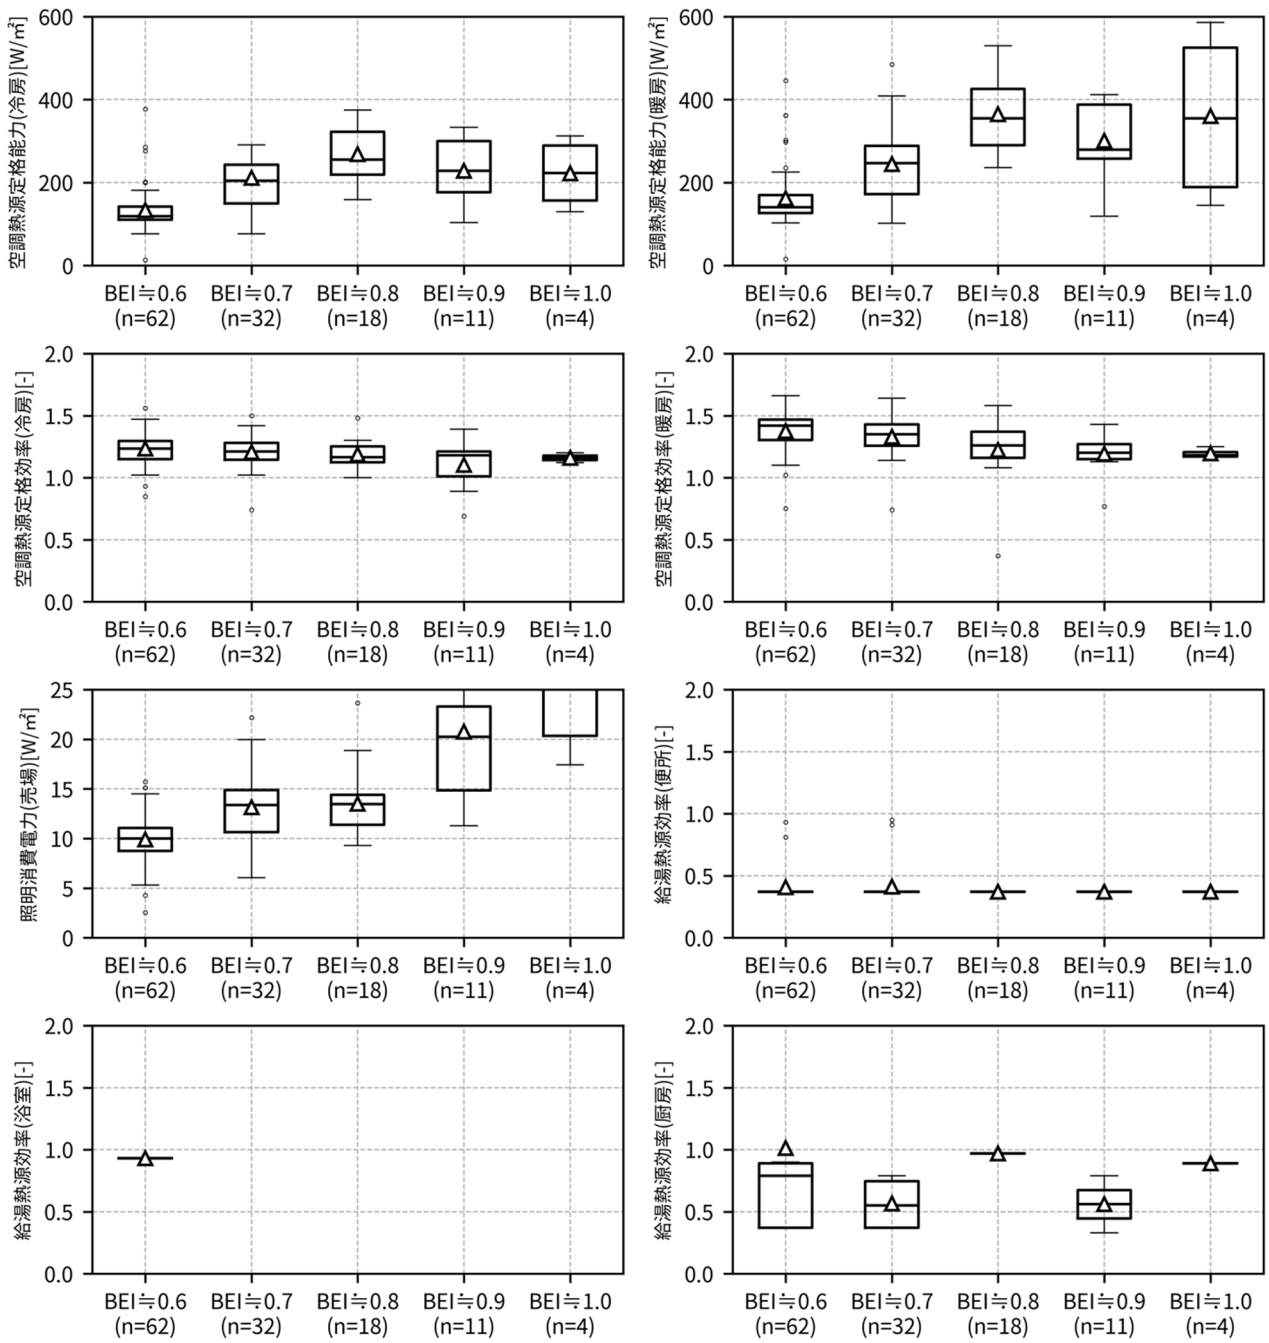 空調熱源定格能力(冷房)[W/㎡]
600
400
200
0
BEI≒0.6 BEI≒0.7 BEI≒0.8 BEI≒0.9 BEI≒1.0
(n=62) (n=32) (n=18) (n=11) (n=4)
空調熱源定格能力(暖房)[W/㎡]
600
400
200
0
BEI≒0.6 BEI≒0.7 BEI≒0.8 BEI≒0.9 BEI≒1.0
(n=62) (n=32) (n=18) (n=11) (n=4)
空調熱源定格効率(冷房)[-]
2.0
1.5
1.0
0.5
0.0
BEI≒0.6 BEI≒0.7 BEI≒0.8 BEI≒0.9 BEI≒1.0
(n=62) (n=32) (n=18) (n=11) (n=4)
空調熱源定格効率(暖房)[-]
2.0
1.5
1.0
0.5
0.0
BEI≒0.6 BEI≒0.7 BEI≒0.8 BEI≒0.9 BEI≒1.0
(n=62) (n=32) (n=18) (n=11) (n=4)
照明消費電力(売場)[W/㎡]
25
20
15
10
5
0
BEI≒0.6 BEI≒0.7 BEI≒0.8 BEI≒0.9 BEI≒1.0
(n=62) (n=32) (n=18) (n=11) (n=4)
給湯熱源効率(便所)[-]
2.0
1.5
1.0
0.5
0.0
BEI≒0.6 BEI≒0.7 BEI≒0.8 BEI≒0.9 BEI≒1.0
(n=62) (n=32) (n=18) (n=11) (n=4)
給湯熱源効率(浴室)[-]
2.0
1.5
1.0
0.5
0.0
BEI≒0.6 BEI≒0.7 BEI≒0.8 BEI≒0.9 BEI≒1.0
(n=62) (n=32) (n=18) (n=11) (n=4)
給湯熱源効率(厨房)[-]
2.0
1.5
1.0
0.5
0.0
BEI≒0.6 BEI≒0.7 BEI≒0.8 BEI≒0.9 BEI≒1.0
(n=62) (n=32) (n=18) (n=11) (n=4)